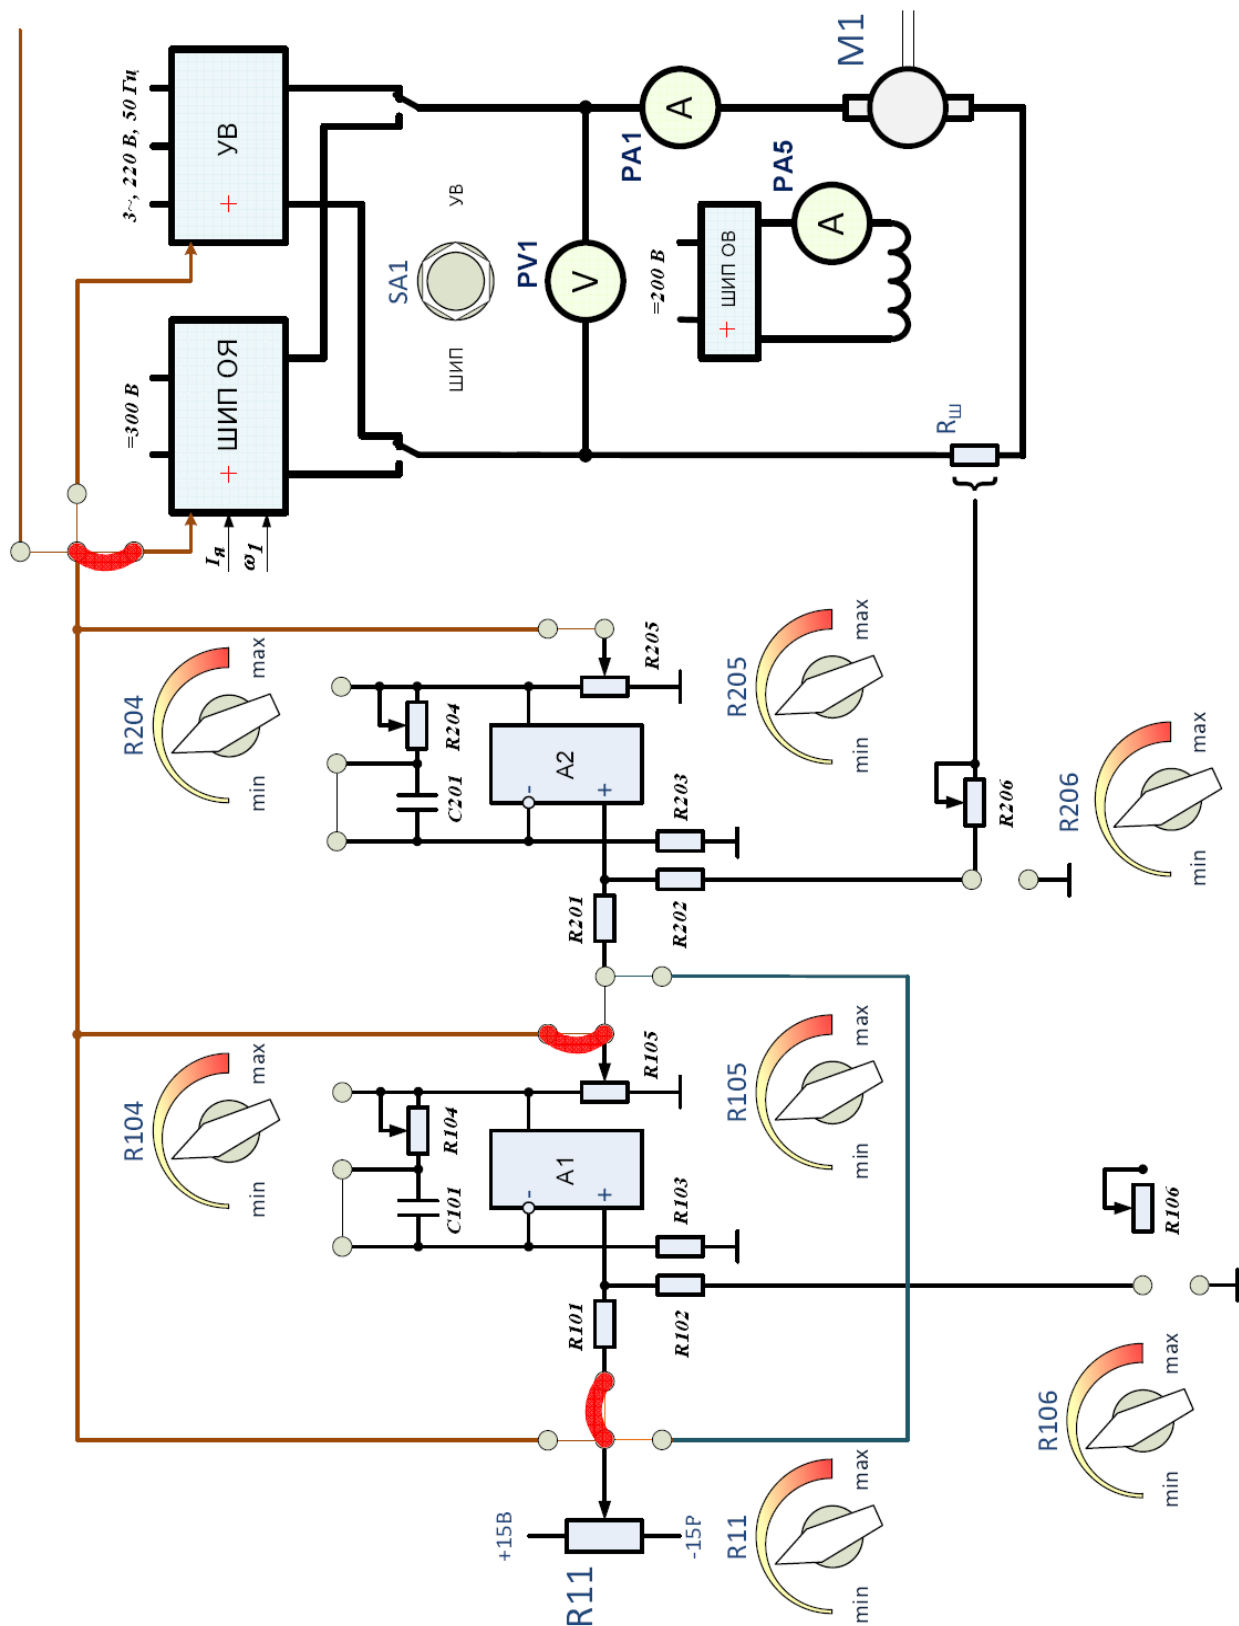 3~, 220 В, 50 Гц
=300 В
УВ
+
ШИП ОЯ
+
Iя
ω1
SA1
УВ
ШИП
PV1
V
PA1
A
M1
PA5
A
=200 В
ШИП ОВ
+
RШ
R204
min
max
C201
R204
A2
-
+
R205
R203
R201
R202
R205
min
max
R206
R206
min
max
R104
min
max
C101
R104
A1
-
+
R105
R103
R101
R102
R105
min
max
R106
R106
min
max
+15В
-15Р
R11
R11
min
max